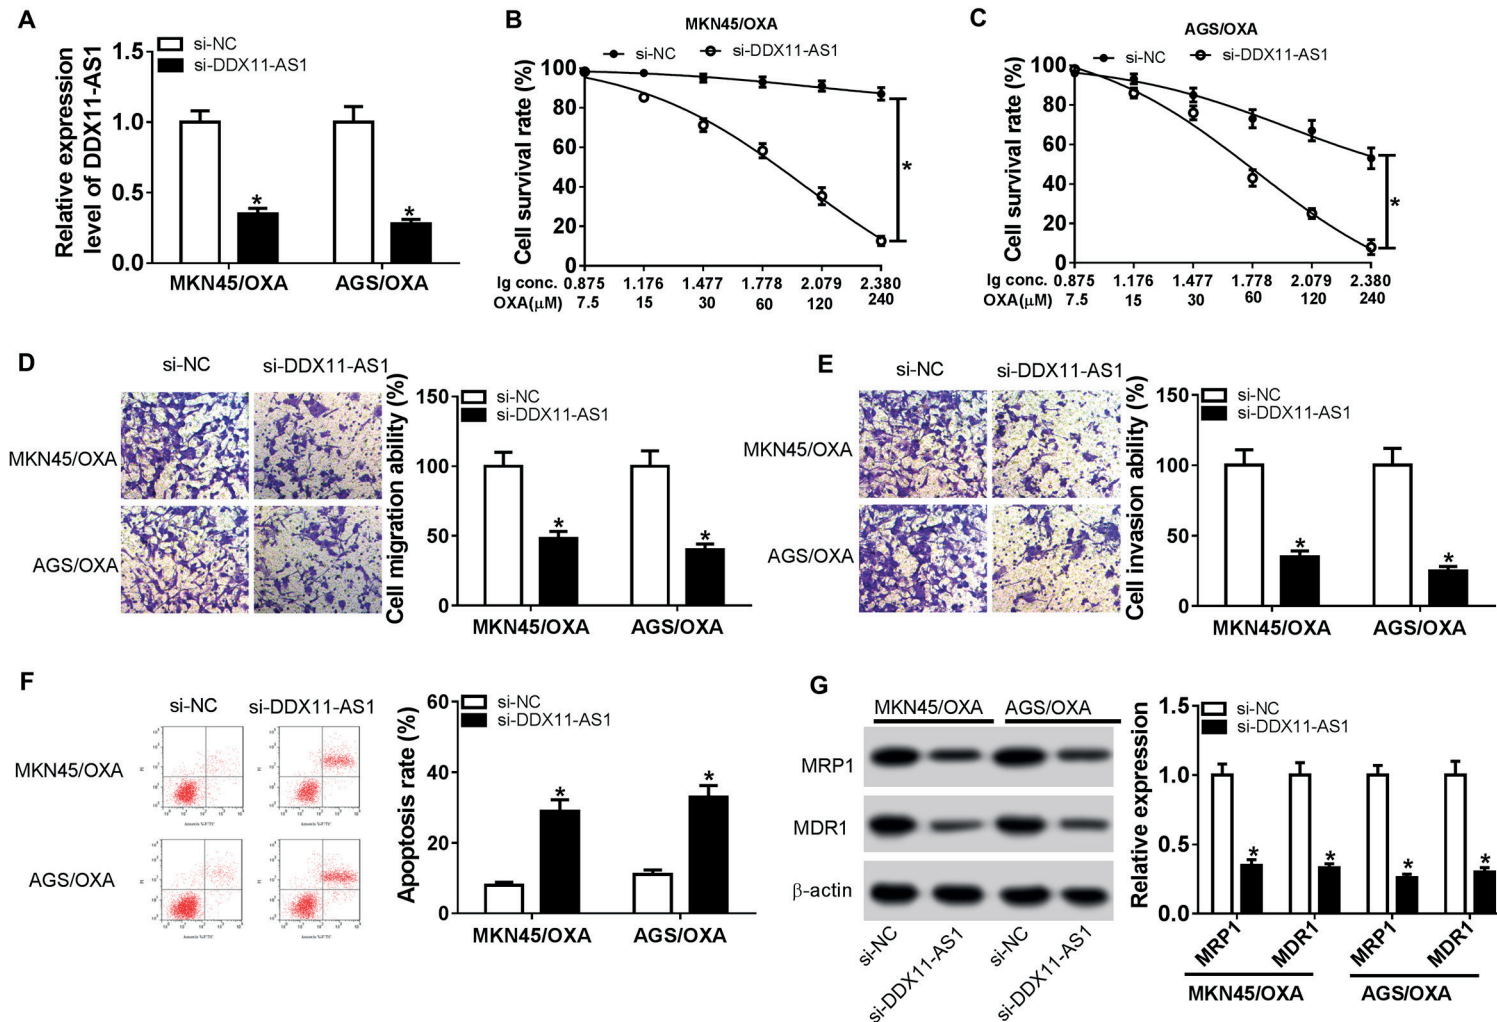 A
si-NC
si-DDX11-AS1
Relative expression
level of DDX11-AS1
1.5
1.0
0.5
0.0
MKN45/OXA
AGS/OXA
*
*
B
MKN45/OXA
si-NC
si-DDX11-AS1
Cell survival rate (%)
100
80
60
40
20
0
*
lg conc. 0.875 1.176 1.477 1.778 2.079 2.380
OXA(μM) 7.5 15 30 60 120 240
C
AGS/OXA
si-NC
si-DDX11-AS1
Cell survival rate (%)
100
80
60
40
20
0
*
lg conc. 0.875 1.176 1.477 1.778 2.079 2.380
OXA(μM) 7.5 15 30 60 120 240
D
si-NC
si-DDX11-AS1
MKN45/OXA
AGS/OXA
Cell migration ability (%)
150
100
50
0
si-NC
si-DDX11-AS1
*
*
MKN45/OXA
AGS/OXA
E
si-NC
si-DDX11-AS1
MKN45/OXA
AGS/OXA
Cell invasion ability (%)
150
100
50
0
si-NC
si-DDX11-AS1
*
*
MKN45/OXA
AGS/OXA
F
si-NC
si-DDX11-AS1
MKN45/OXA
AGS/OXA
Apoptosis rate (%)
60
40
20
0
si-NC
si-DDX11-AS1
*
*
MKN45/OXA
AGS/OXA
G
MKN45/OXA
AGS/OXA
MRP1
MDR1
β-actin
si-NC
si-DDX11-AS1
si-NC
si-DDX11-AS1
Relative expression
1.5
1.0
0.5
0.0
si-NC
si-DDX11-AS1
*
*
*
*
MRP1
MDR1
MRP1
MDR1
MKN45/OXA
AGS/OXA